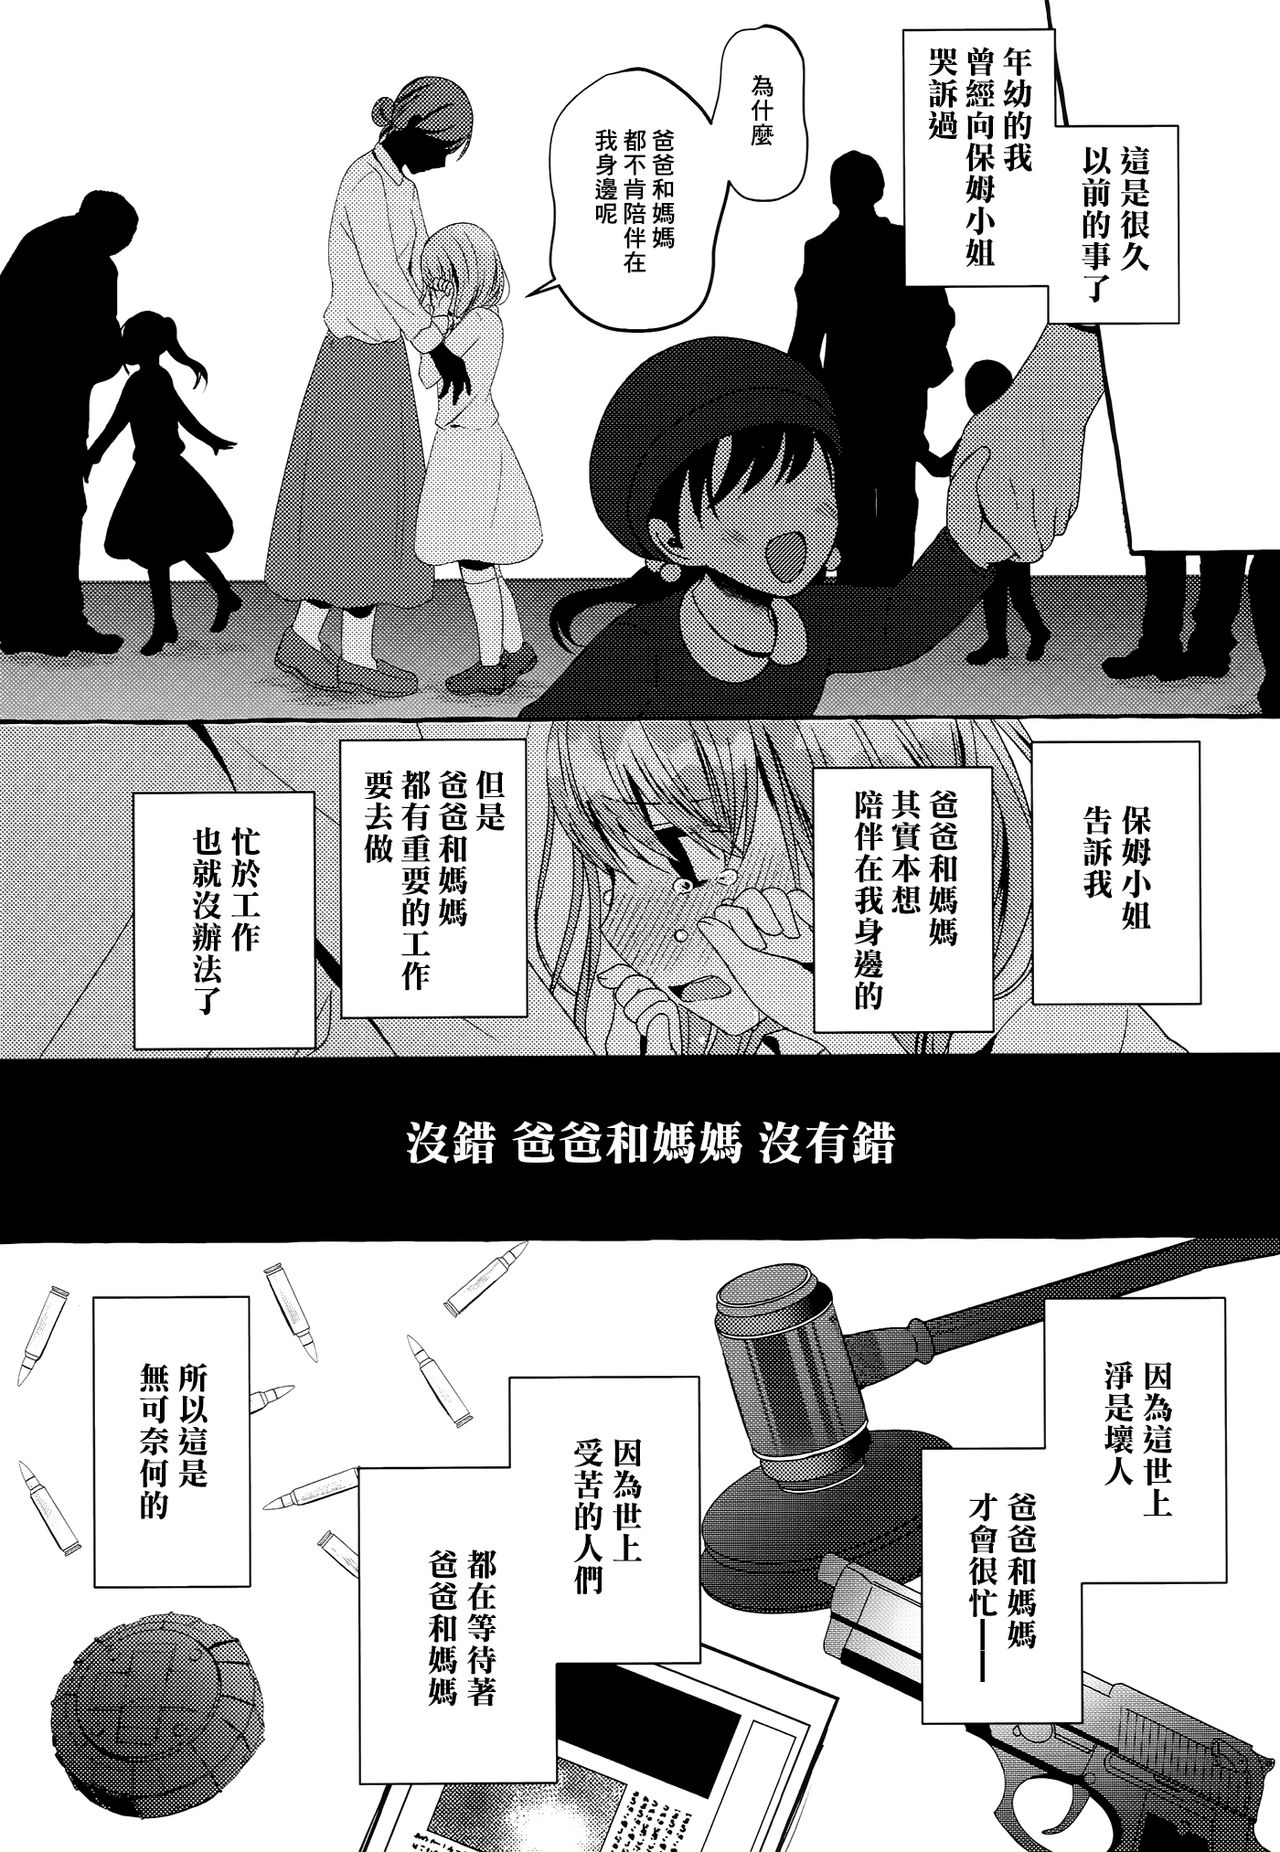 這是很久
以前的事了
年幼的我
曾經向保姆小姐
哭訴過
為什麼
爸爸和媽媽
都不肯陪伴在
我身邊呢
保姆小姐
告訴我
爸爸和媽媽
其實本想
陪伴在我身邊的
但是
爸爸和媽媽
都有重要的工作
要去做
忙於工作
也就沒辦法了
沒錯 爸爸和媽媽 沒有錯
因為這世上
淨是壞人
爸爸和媽媽
才會很忙——
因為世上
受苦的人們
都在等待著
爸爸和媽媽
所以這是
無可奈何的